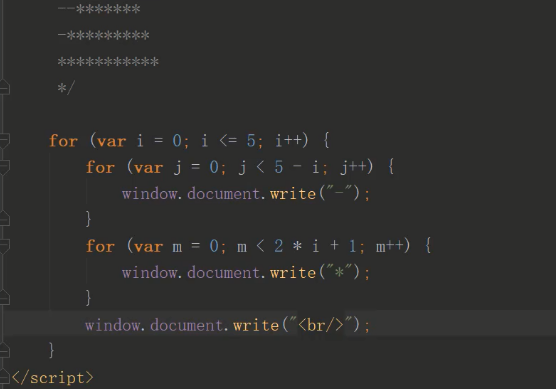 --*******
-*********
***********
*/
for (var i = 0; i <= 5; i++) {
for (var j = 0; j < 5 - i; j++) {
window.document.write("-");
}
for (var m = 0; m < 2 * i + 1; m++) {
window.document.write("*");
}
window.document.write("<br/>");
}
</script>